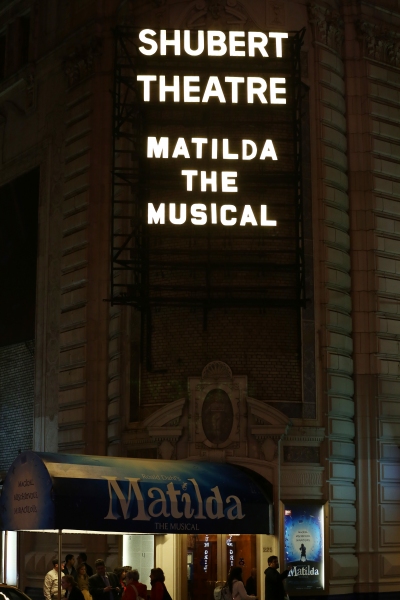 SHUBERT
THEATRE
MATILDA
THE
MUSICAL
Matilda
THE MUSICAL
Matilda